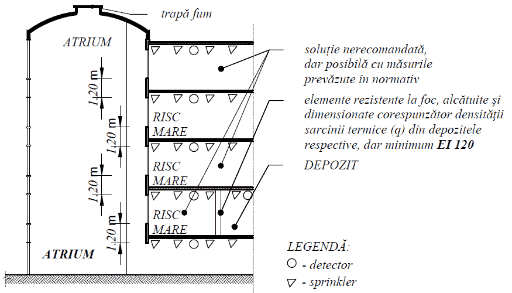 trapă fum
ATRIUM
soluție nerecomandată,
dar posibilă cu măsurile
prevăzute în normativ
1,20 m
elemente rezistente la foc, alcătuite și
dimensionate corespunzător densității
sarcinii termice (q) din depozitele
respective, dar minimum EI 120
RISC
MARE
1,20 m
RISC
MARE
1,20 m
DEPOZIT
RISC
MARE
1,20 m
ATRIUM
LEGENDĂ:
- detector
- sprinkler